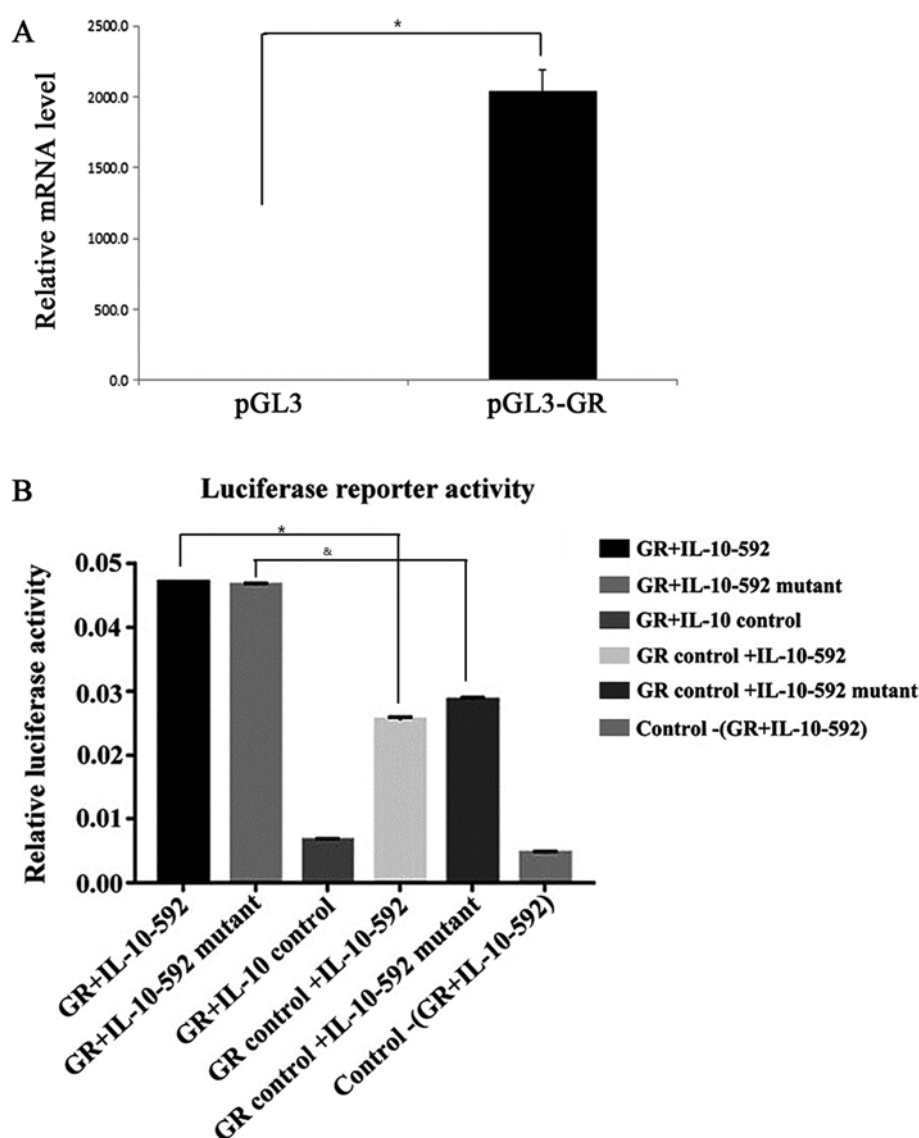 A
Relative mRNA level
2500.0
2000.0
1500.0
1000.0
500.0
0.0
*
pGL3
pGL3-GR
B
Luciferase reporter activity
Relative luciferase activity
0.05
0.04
0.03
0.02
0.01
0.00
*
&
GR+IL-10-592
GR+IL-10-592 mutant
GR+IL-10 control
GR control +IL-10-592
GR control +IL-10-592 mutant
Control -(GR+IL-10-592)
GR+IL-10-592
GR+IL-10-592 mutant
GR+IL-10 control
GR control +IL-10-592
GR control +IL-10-592 mutant
Control -(GR+IL-10-592)